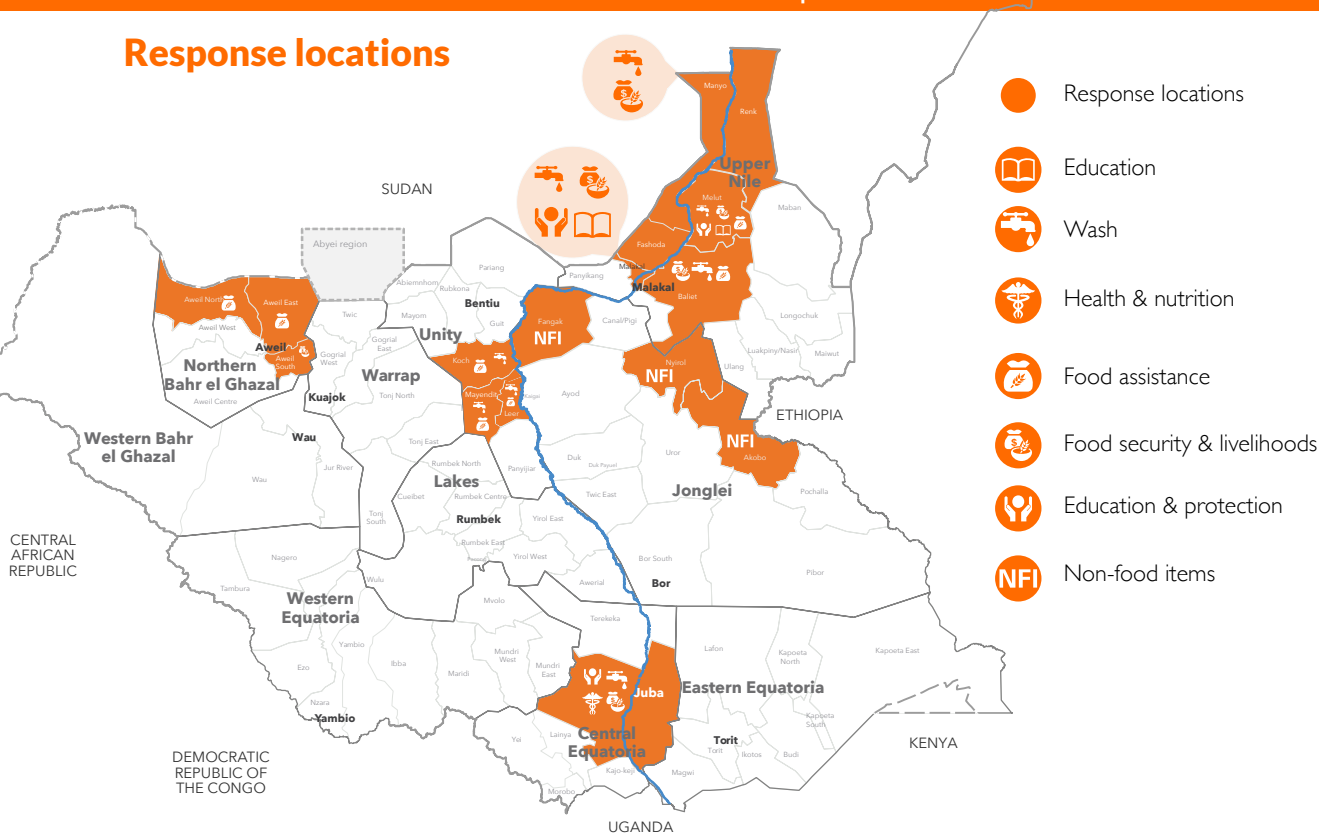 Response locations
Response locations
Education
Wash
Health & nutrition
Food assistance
Food security & livelihoods
Education & protection
NFI
Non-food items
SUDAN
Manyo
Renk
Upper
Nile
Maban
Melut
Fashoda
Malakal
Malakal
Baliet
Panyikang
Abyei region
Pariang
Abiemnhom
Rubkona
Bentiu
Mayom
Guit
Unity
Fangak
NFI
Canal/Pigi
Longochuk
Luakpiny/Nasir
Maiwut
Ulang
Nyirol
NFI
ETHIOPIA
Aweil North
Aweil East
Aweil West
Aweil
Aweil
South
Northern
Bahr el Ghazal
Aweil Centre
Twic
Gogrial
West
Gogrial
East
Warrap
Kuajok
Tonj North
Koch
Mayendit
Leer
Ayod
NFI
Akobo
Western Bahr
el Ghazal
Wau
Wau
Jur River
Tonj East
Tonj
South
Rumbek North
Lakes
Cueibet
Rumbek Centre
Rumbek
Rumbek East
Panyijiar
Yirol East
Yirol West
Awerial
Duk
Duk Payuel
Twic East
Uror
Jonglei
Pochalla
Bor South
Bor
Pibor
CENTRAL
AFRICAN
REPUBLIC
Nagero
Tambura
Western
Equatoria
Wulu
Mvolo
Yambio
Ezo
Nzara
Yambio
Ibba
Maridi
Mundri
West
Mundri
East
Terekeka
Juba
Central
Equatoria
Yei
Lainya
Kajo-keji
Morobo
Lafon
Kapoeta
North
Kapoeta East
Eastern Equatoria
Kapoeta
South
Torit
Torit
Ikotos
Budi
Magwi
KENYA
DEMOCRATIC
REPUBLIC OF
THE CONGO
UGANDA